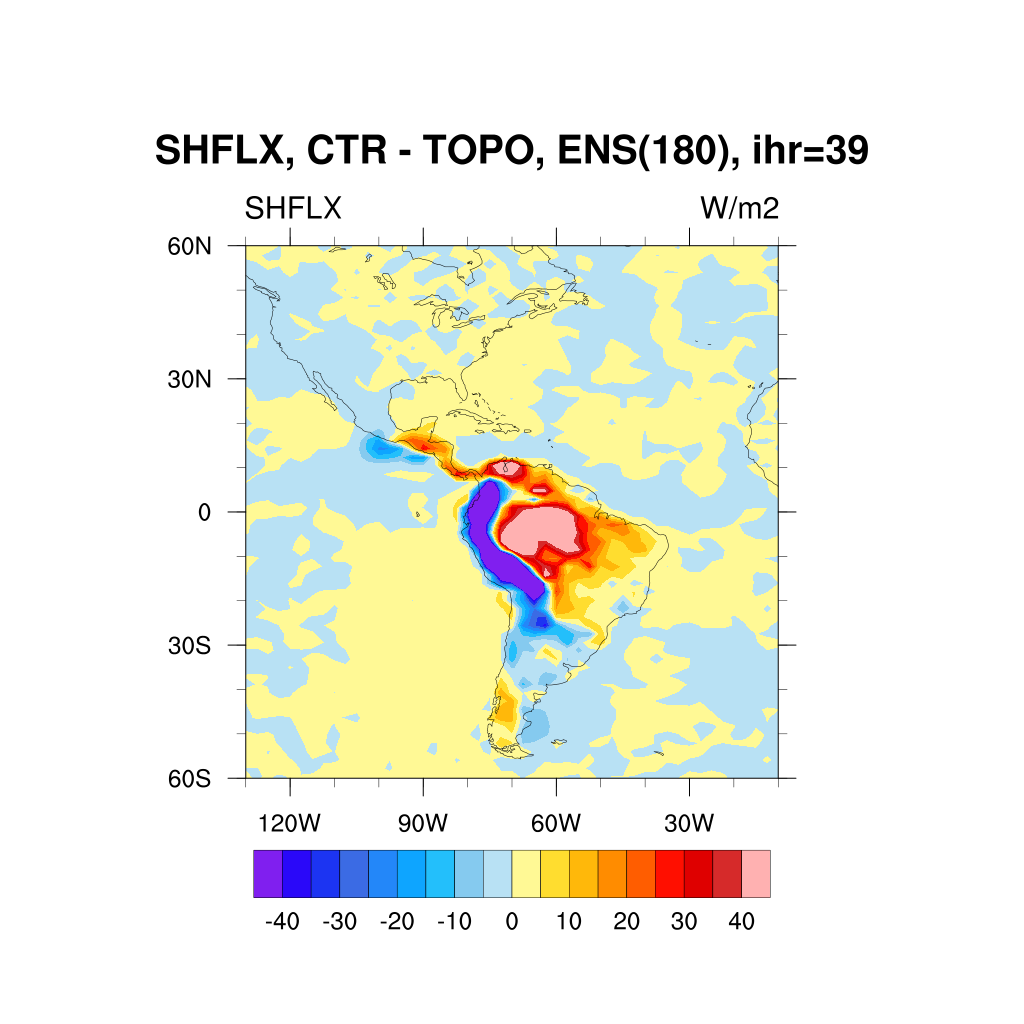 SHFLX, CTR - TOPO, ENS(180), ihr=39
SHFLX W/m2
60N
30N
0
30S
60S
120W 90W 60W 30W
-40 -30 -20 -10 0 10 20 30 40